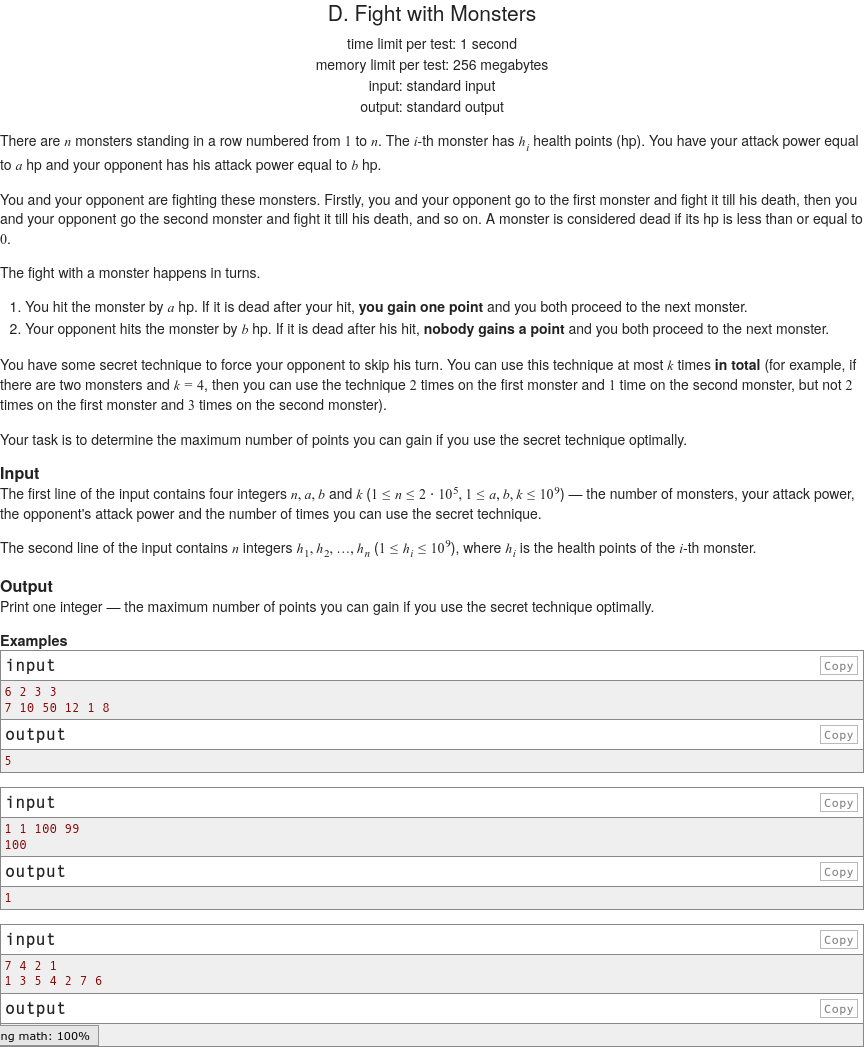 D. Fight with Monsters
time limit per test: 1 second
memory limit per test: 256 megabytes
input: standard input
output: standard output
There are n monsters standing in a row numbered from 1 to n. The i-th monster has h_i health points (hp). You have your attack power equal
to a hp and your opponent has his attack power equal to b hp.
You and your opponent are fighting these monsters. Firstly, you and your opponent go to the first monster and fight it till his death, then you
and your opponent go the second monster and fight it till his death, and so on. A monster is considered dead if its hp is less than or equal to
0.
The fight with a monster happens in turns.
1. You hit the monster by a hp. If it is dead after your hit, you gain one point and you both proceed to the next monster.
2. Your opponent hits the monster by b hp. If it is dead after his hit, nobody gains a point and you both proceed to the next monster.
You have some secret technique to force your opponent to skip his turn. You can use this technique at most k times in total (for example, if
there are two monsters and k = 4, then you can use the technique 2 times on the first monster and 1 time on the second monster, but not 2
times on the first monster and 3 times on the second monster).
Your task is to determine the maximum number of points you can gain if you use the secret technique optimally.
Input
The first line of the input contains four integers n, a, b and k (1 ≤ n ≤ 2 · 10^5, 1 ≤ a, b, k ≤ 10^9) — the number of monsters, your attack power,
the opponent's attack power and the number of times you can use the secret technique.
The second line of the input contains n integers h_1, h_2, …, h_n (1 ≤ h_i ≤ 10^9), where h_i is the health points of the i-th monster.
Output
Print one integer — the maximum number of points you can gain if you use the secret technique optimally.
Examples
input Copy
6 2 3 3
7 10 50 12 1 8
output Copy
5
input Copy
1 1 100 99
100
output Copy
1
input Copy
7 4 2 1
1 3 5 4 2 7 6
output Copy
ng math: 100%